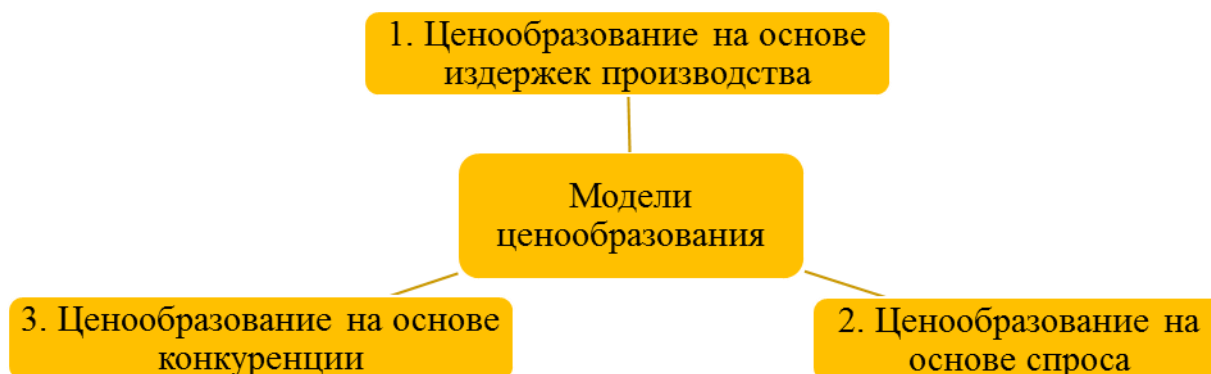 1. Ценообразование на основе
издержек производства
Модели
ценообразования
3. Ценообразование на основе
конкуренции
2. Ценообразование на
основе спроса